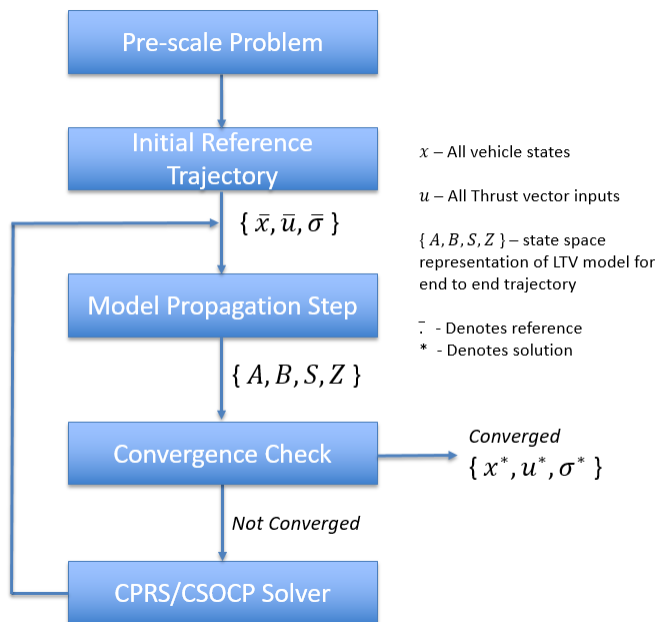 Pre-scale Problem
Initial Reference
Trajectory
{ x̄, ū, σ̄ }
Model Propagation Step
{ A, B, S, Z }
Convergence Check
Converged
{ x*, u*, σ* }
Not Converged
CPRS/CSOCP Solver
x – All vehicle states
u – All Thrust vector inputs
{ A, B, S, Z } – state space
representation of LTV model for
end to end trajectory
‾. - Denotes reference
* - Denotes solution